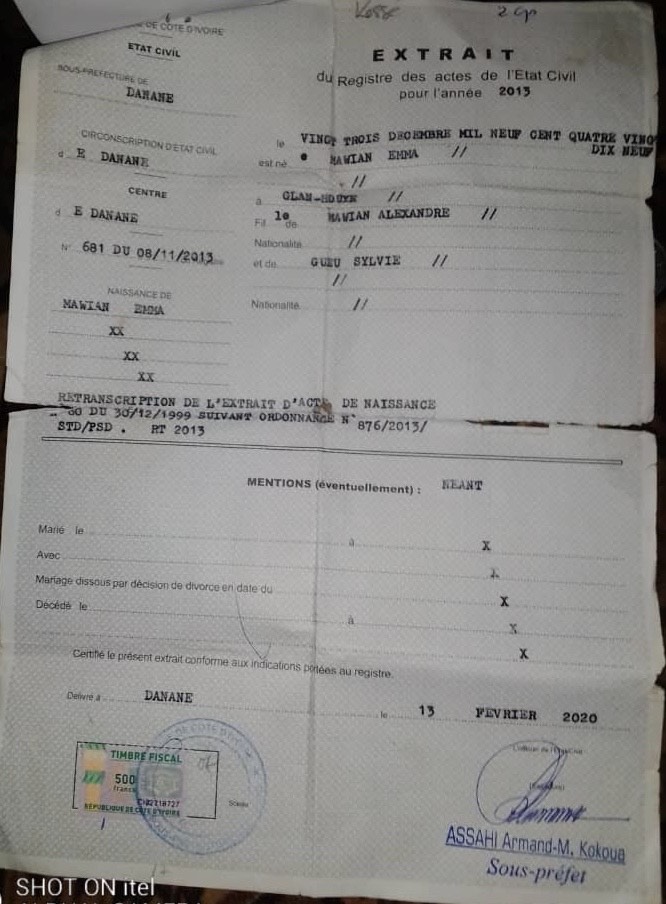 Kosse 2 cp
DE COTE D'IVOIRE
ETAT CIVIL
SOUS-PREFECTURE DE
DANANE
CIRCONSCRIPTION D'ETAT CIVIL
d E DANANE
CENTRE
d E DANANE
N° 681 DU 08/11/2013
NAISSANCE DE
MAWIAN EMMA
XX
XX
XX
EXTRAIT
du Registre des actes de l'Etat Civil
pour l'année 2013
le VINGT TROIS DECEMBRE MIL NEUF CENT QUATRE VINGT
DIX NEUF
est né MAWIAN EMMA //
//
à GLAN-HOUYE //
Fil le de MAWIAN ALEXANDRE //
Nationalité //
et de GUEU SYLVIE //
//
Nationalité //
RETRANSCRIPTION DE L'EXTRAIT D'ACTE DE NAISSANCE
60 DU 30/12/1999 SUIVANT ORDONNANCE N° 876/2013/
STD/PSD . RT 2013
MENTIONS (éventuellement) : NEANT
Marié le à X
Avec X
Mariage dissous par décision de divorce en date du X
Décédé le à X
X
Certifie le présent extrait conforme aux indications portées au registre.
Délivré à DANANE le 13 FEVRIER 2020
TIMBRE FISCAL
500
francs
REPUBLIQUE DE COTE D'IVOIRE
Sceau
L'Officier de l'Etat Civil
ASSAHI Armand-M. Kokoua
Sous-préfet
SHOT ON itel